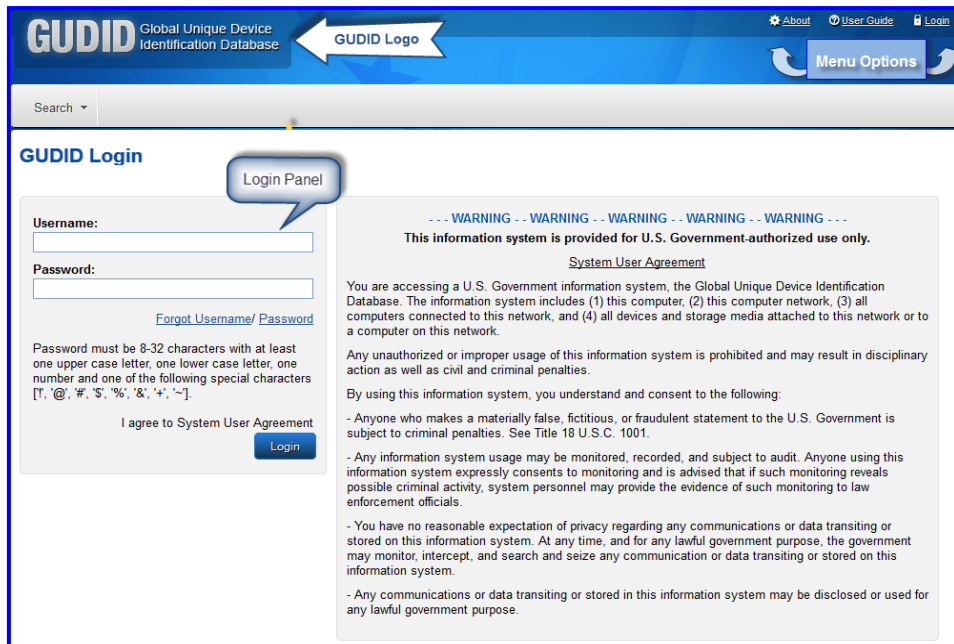 GUDID Global Unique Device
Identification Database
GUDID Logo
About User Guide Login
Menu Options
Search
GUDID Login
Login Panel
Username:
Password:
Forgot Username/ Password
Password must be 8-32 characters with at least
one upper case letter, one lower case letter, one
number and one of the following special characters
['!', '@', '#', '$', '%', '&', '+', '~'].
I agree to System User Agreement
Login
- - - WARNING - - WARNING - - WARNING - - WARNING - - WARNING - - -
This information system is provided for U.S. Government-authorized use only.
System User Agreement
You are accessing a U.S. Government information system, the Global Unique Device Identification
Database. The information system includes (1) this computer, (2) this computer network, (3) all
computers connected to this network, and (4) all devices and storage media attached to this network or to
a computer on this network.
Any unauthorized or improper usage of this information system is prohibited and may result in disciplinary
action as well as civil and criminal penalties.
By using this information system, you understand and consent to the following:
- Anyone who makes a materially false, fictitious, or fraudulent statement to the U.S. Government is
subject to criminal penalties. See Title 18 U.S.C. 1001.
- Any information system usage may be monitored, recorded, and subject to audit. Anyone using this
information system expressly consents to monitoring and is advised that if such monitoring reveals
possible criminal activity, system personnel may provide the evidence of such monitoring to law
enforcement officials.
- You have no reasonable expectation of privacy regarding any communications or data transiting or
stored on this information system. At any time, and for any lawful government purpose, the government
may monitor, intercept, and search and seize any communication or data transiting or stored on this
information system.
- Any communications or data transiting or stored in this information system may be disclosed or used for
any lawful government purpose.